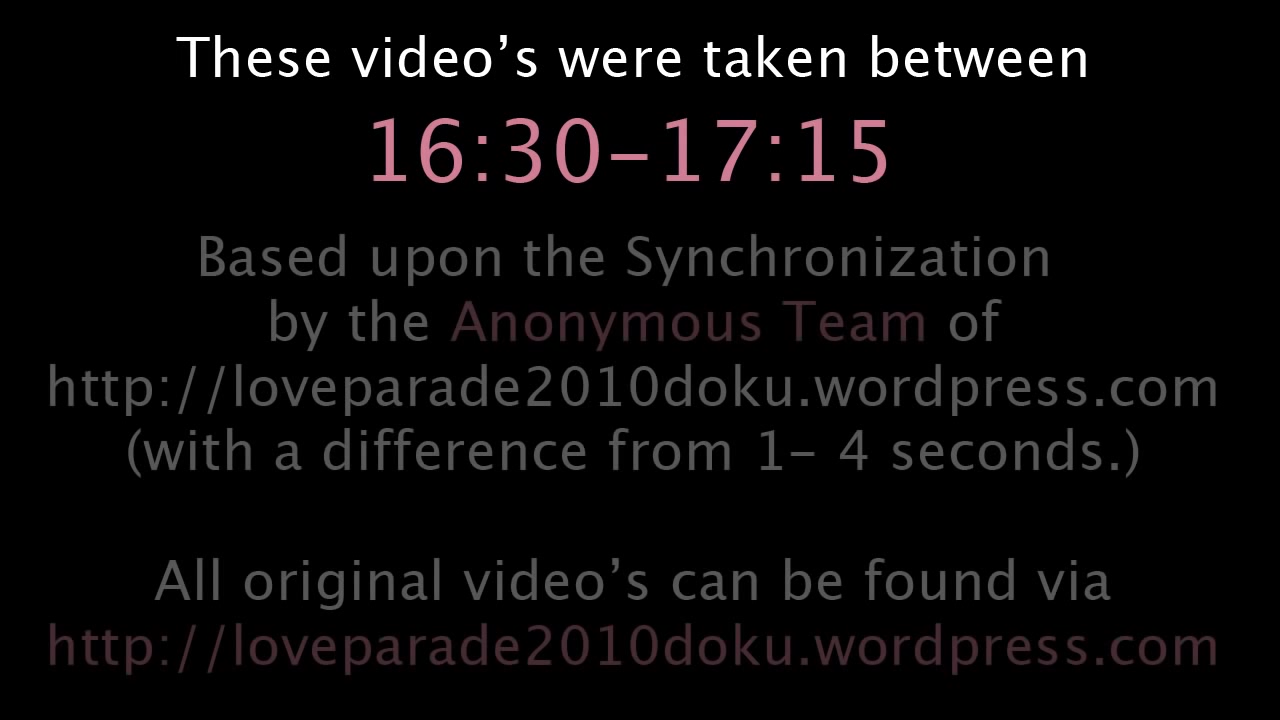 These video’s were taken between
16:30-17:15
Based upon the Synchronization
by the Anonymous Team of
http://loveparade2010doku.wordpress.com
(with a difference from 1- 4 seconds.)
All original video’s can be found via
http://loveparade2010doku.wordpress.com